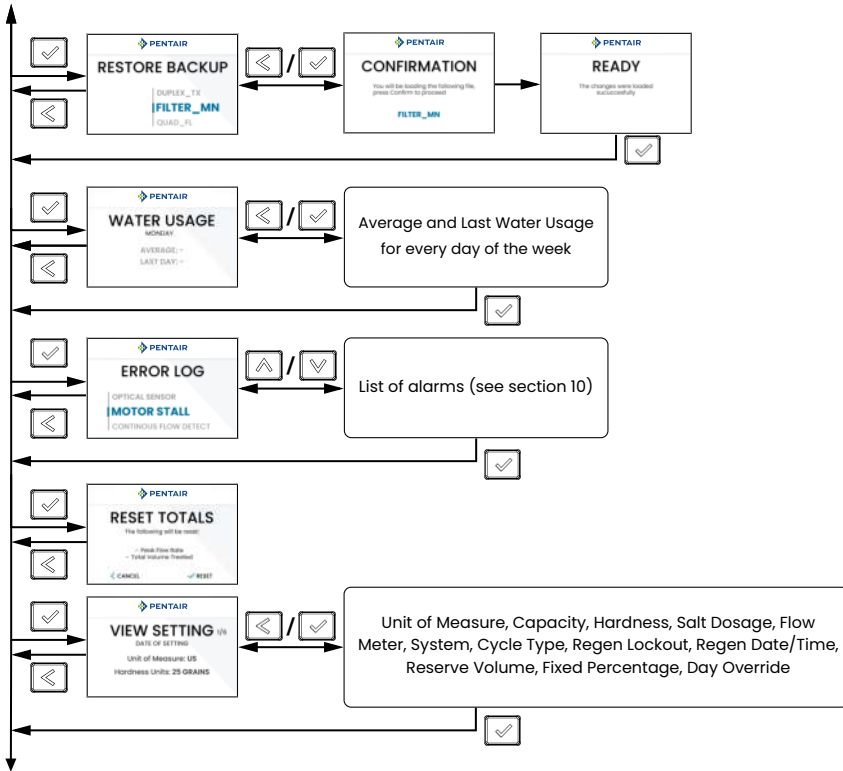 PENTAIR
RESTORE BACKUP
DUPLEX_TX
FILTER_MN
QUAD_FL
/
PENTAIR
CONFIRMATION
You will be loading the following file,
press Confirm to proceed
FILTER_MN
PENTAIR
READY
The changes were loaded
succuccesfully
PENTAIR
WATER USAGE
MONDAY
AVERAGE: -
LAST DAY: -
/
Average and Last Water Usage
for every day of the week
PENTAIR
ERROR LOG
OPTICAL SENSOR
MOTOR STALL
CONTINOUS FLOW DETECT
/
List of alarms (see section 10)
PENTAIR
RESET TOTALS
The following will be reset:
- Peak Flow Rate
- Total Volume Treated
CANCEL
RESET
PENTAIR
VIEW SETTING 1/6
DATE OF SETTING
Unit of Measure: US
Hardness Units: 25 GRAINS
/
Unit of Measure, Capacity, Hardness, Salt Dosage, Flow
Meter, System, Cycle Type, Regen Lockout, Regen Date/Time,
Reserve Volume, Fixed Percentage, Day Override